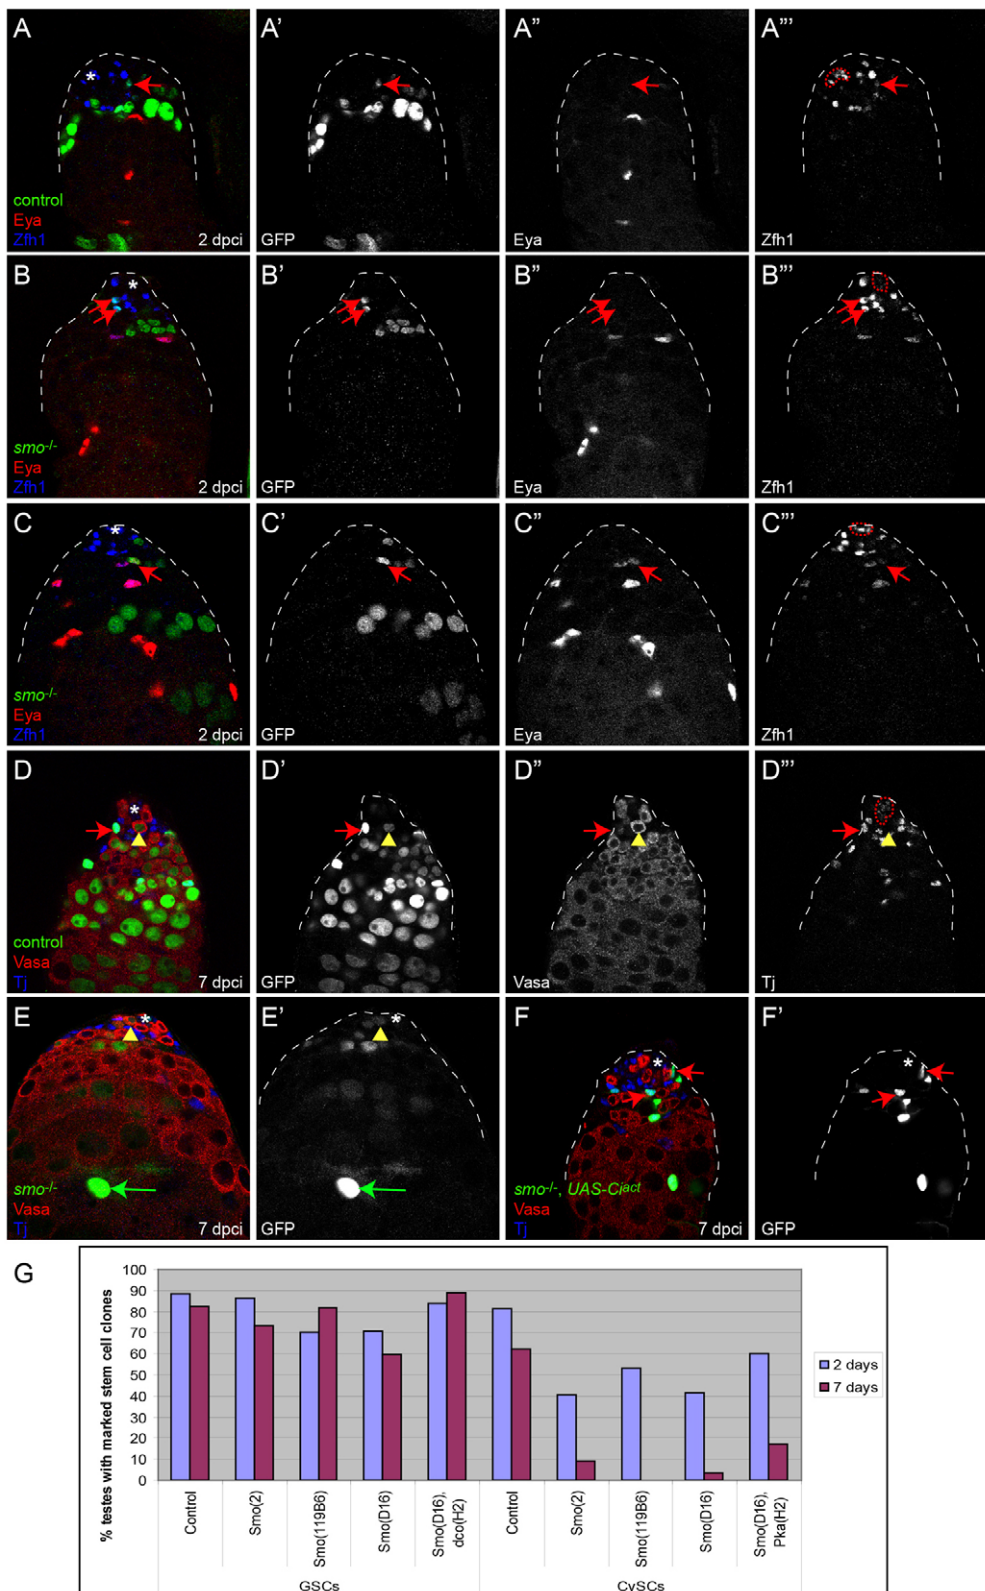 A
control
Eya
Zfh1
2 dpci
A'
GFP
A"
Eya
A"'
Zfh1
B
smo-/-
Eya
Zfh1
2 dpci
B'
GFP
B"
Eya
B"'
Zfh1
C
smo-/-
Eya
Zfh1
2 dpci
C'
GFP
C"
Eya
C"'
Zfh1
D
control
Vasa
Tj
7 dpci
D'
GFP
D"
Vasa
D"'
Tj
E
smo-/-
Vasa
Tj
7 dpci
E'
GFP
F
smo-/-, UAS-Ciact
Vasa
Tj
7 dpci
F'
GFP
G
% testes with marked stem cell clones
100
90
80
70
60
50
40
30
20
10
0
Control
Smo(2)
Smo(119B6)
Smo(D16)
Smo(D16),
dco(H2)
Control
Smo(2)
Smo(119B6)
Smo(D16)
Smo(D16),
Pka(H2)
GSCs
CySCs
2 days
7 days